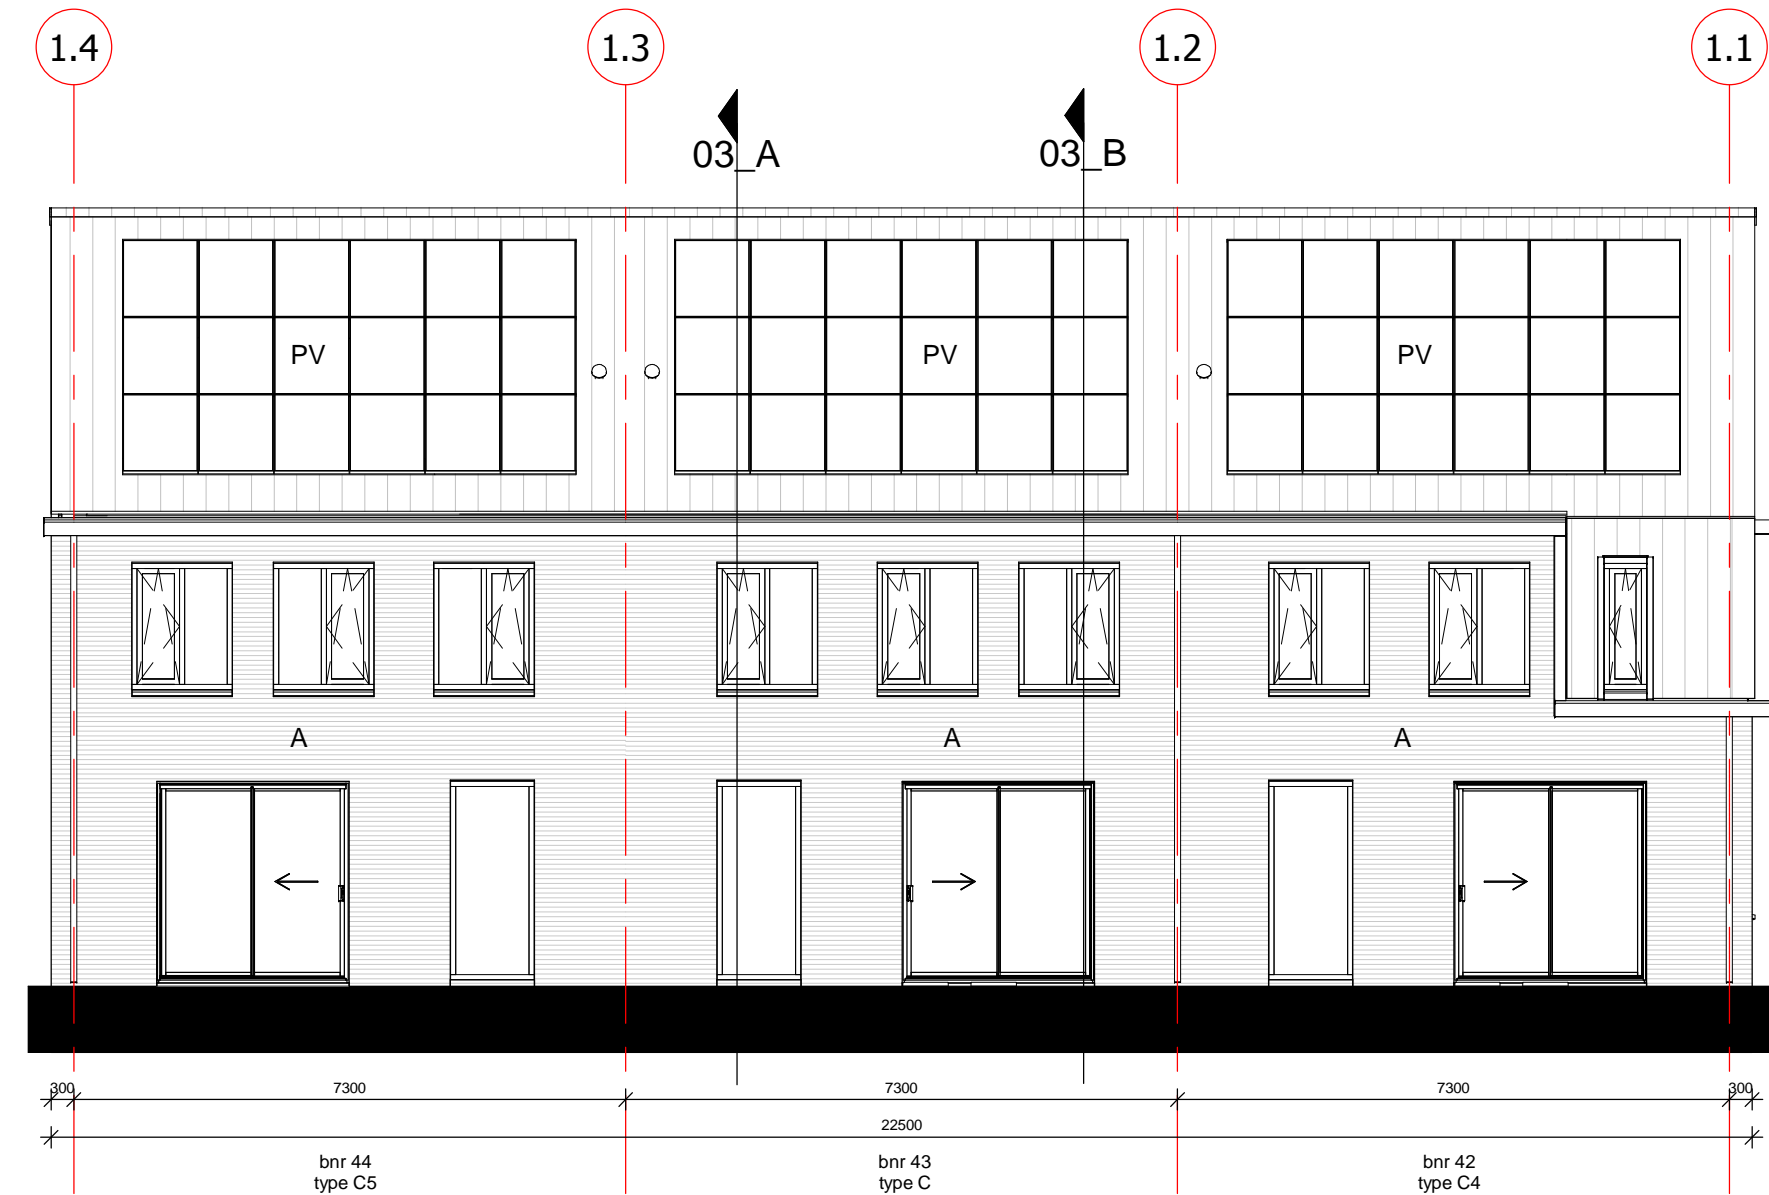 1.4 1.3 1.2 1.1
03_A 03_B
PV PV PV
A A A
300 7300 7300 7300 300
22500
bnr 44 bnr 43 bnr 42
type C5 type C type C4